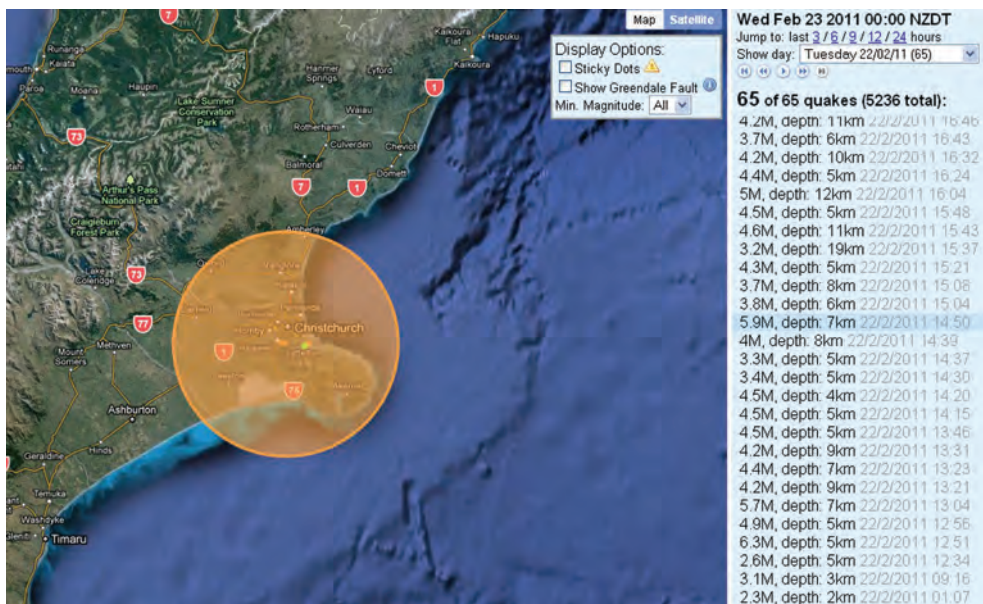 Map Satellite
Display Options:
Sticky Dots
Show Greendale Fault
Min. Magnitude: All
Kaikoura Flat
Hapuku
Kaikoura
Runanga
Kaiata
Paroa
Moana
Haupiri
Lake Sumner Conservation Park
Hanmer Springs
Lyford
Waiau
Rotherham
Culverden
Cheviot
Balmoral
Domett
Arthur's Pass National Park
Craigieburn Forest Park
Amberley
Lake Coleridge
Christchurch
Hornby
Mount Somers
Methven
Ashburton
Hinds
Geraldine
Temuka
Washdyke
Timaru
7
73
7
1
73
77
1
75
1
Wed Feb 23 2011 00:00 NZDT
Jump to: last 3 / 6 / 9 / 12 / 24 hours
Show day: Tuesday 22/02/11 (65)
65 of 65 quakes (5236 total):
4.2M, depth: 11km 22/2/2011 16:46
3.7M, depth: 6km 22/2/2011 16:43
4.2M, depth: 10km 22/2/2011 16:32
4.4M, depth: 5km 22/2/2011 16:24
5M, depth: 12km 22/2/2011 16:04
4.5M, depth: 5km 22/2/2011 15:48
4.6M, depth: 11km 22/2/2011 15:43
3.2M, depth: 19km 22/2/2011 15:37
4.3M, depth: 5km 22/2/2011 15:21
3.7M, depth: 8km 22/2/2011 15:08
3.8M, depth: 6km 22/2/2011 15:04
5.9M, depth: 7km 22/2/2011 14:50
4M, depth: 8km 22/2/2011 14:39
3.3M, depth: 5km 22/2/2011 14:37
3.4M, depth: 5km 22/2/2011 14:30
4.5M, depth: 4km 22/2/2011 14:20
4.5M, depth: 5km 22/2/2011 14:15
4.5M, depth: 5km 22/2/2011 13:46
4.2M, depth: 9km 22/2/2011 13:31
4.4M, depth: 7km 22/2/2011 13:23
4.2M, depth: 9km 22/2/2011 13:21
5.7M, depth: 7km 22/2/2011 13:04
4.9M, depth: 5km 22/2/2011 12:56
6.3M, depth: 5km 22/2/2011 12:51
2.6M, depth: 5km 22/2/2011 12:34
3.1M, depth: 3km 22/2/2011 09:16
2.3M, depth: 2km 22/2/2011 01:07